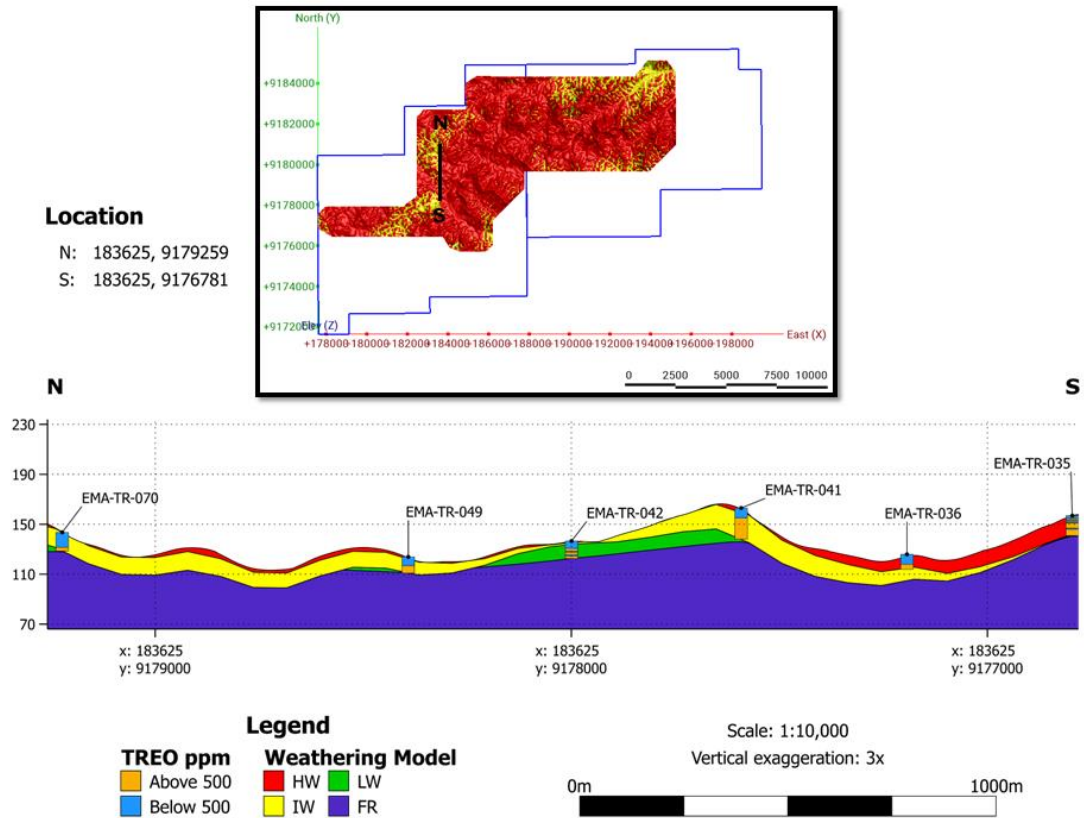 North (Y)
+9184000
+9182000
+9180000
+9178000
+9176000
+9174000
+9172000
Elev (Z)
+178000 +180000 +182000 +184000 +186000 +188000 +190000 +192000 +194000 +196000 +198000
East (X)
0 2500 5000 7500 10000
N
S
Location
N: 183625, 9179259
S: 183625, 9176781
N
S
230
190
150
110
70
EMA-TR-070
EMA-TR-049
EMA-TR-042
EMA-TR-041
EMA-TR-036
EMA-TR-035
x: 183625
y: 9179000
x: 183625
y: 9178000
x: 183625
y: 9177000
Legend
TREO ppm
Above 500
Below 500
Weathering Model
HW
LW
IW
FR
Scale: 1:10,000
Vertical exaggeration: 3x
0m
1000m